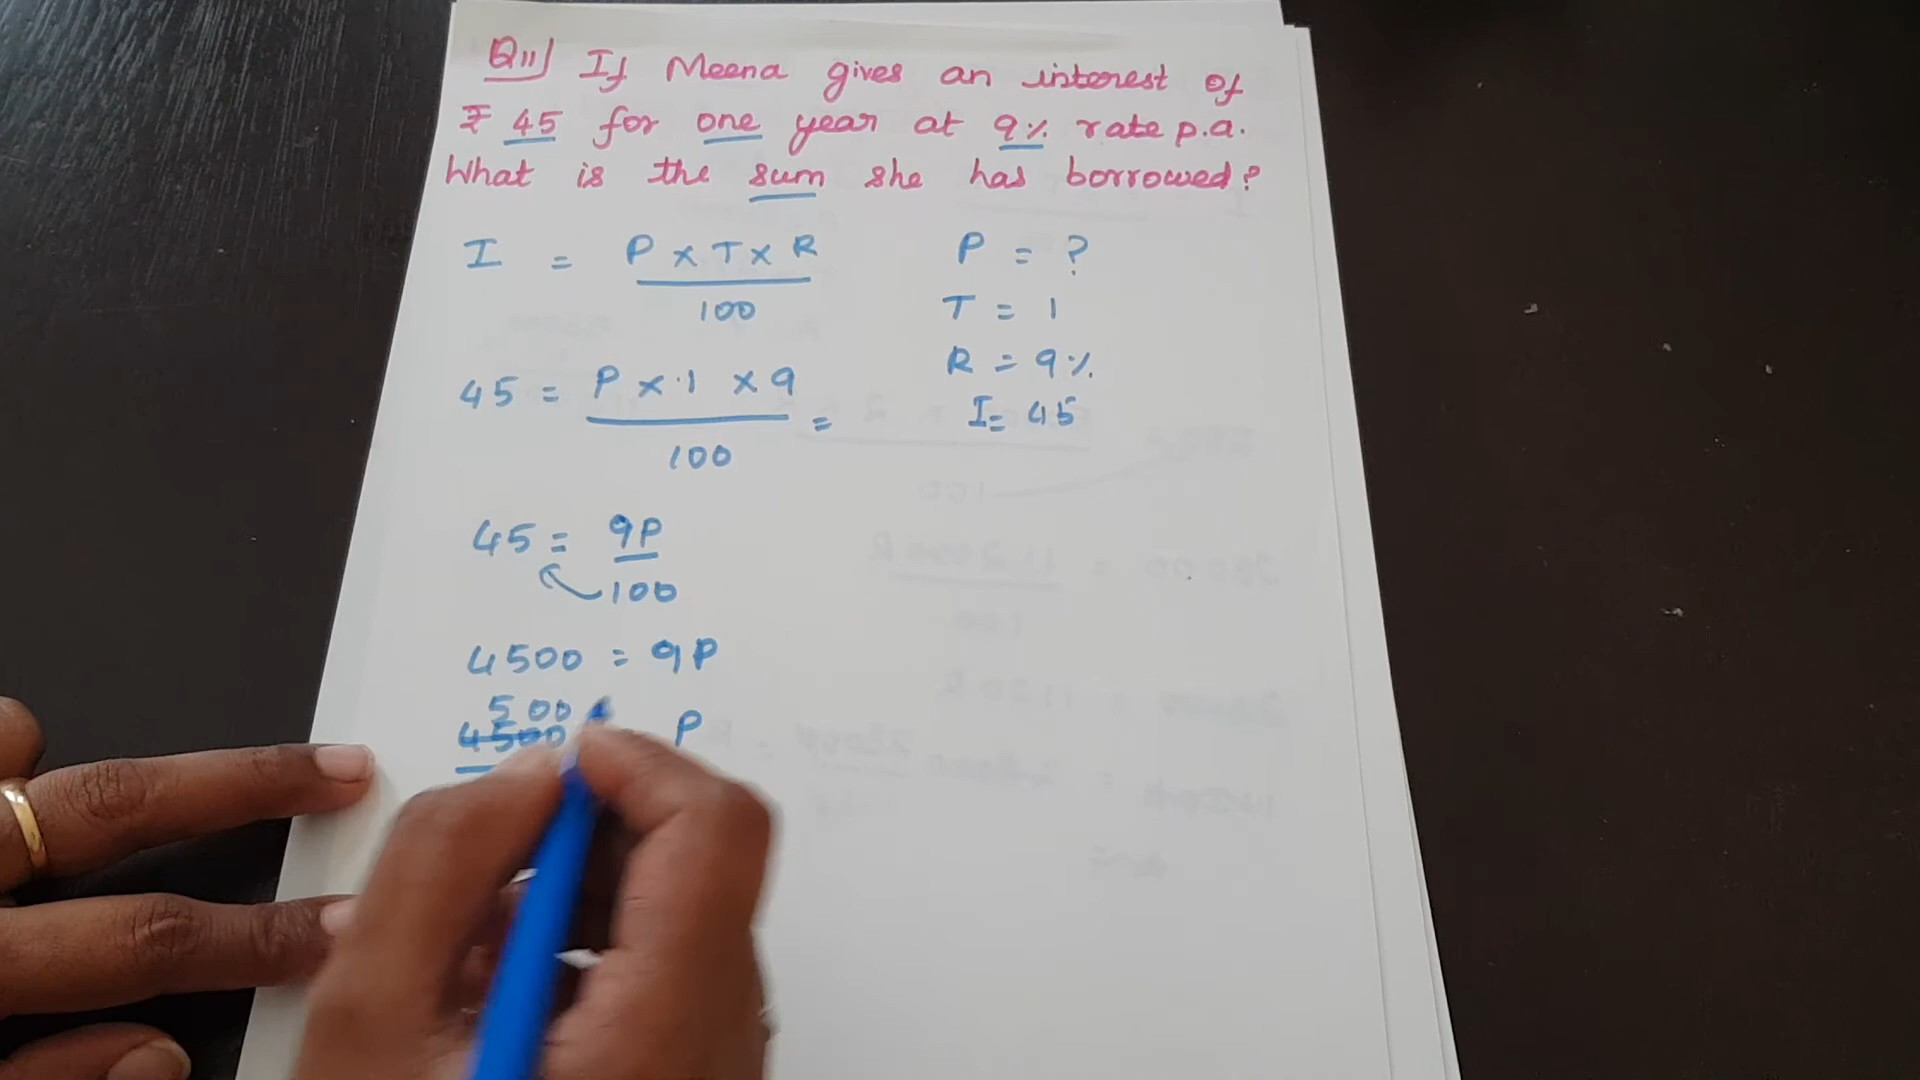 Q11) If Meena gives an interest of
₹ 45 for one year at 9% rate p.a.
What is the sum she has borrowed?
I = P × T × R
100
P = ?
T = 1
R = 9%
I = 45
45 = P × 1 × 9 =
100
45 = 9P
100
4500 = 9P
500
4500 P